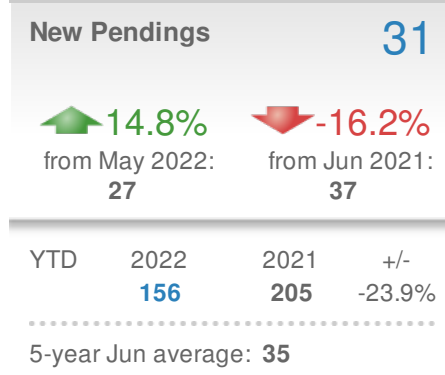 New Pendings 31
14.8% -16.2%
from May 2022: from Jun 2021:
27 37
YTD 2022 2021 +/-
156 205 -23.9%
5-year Jun average: 35